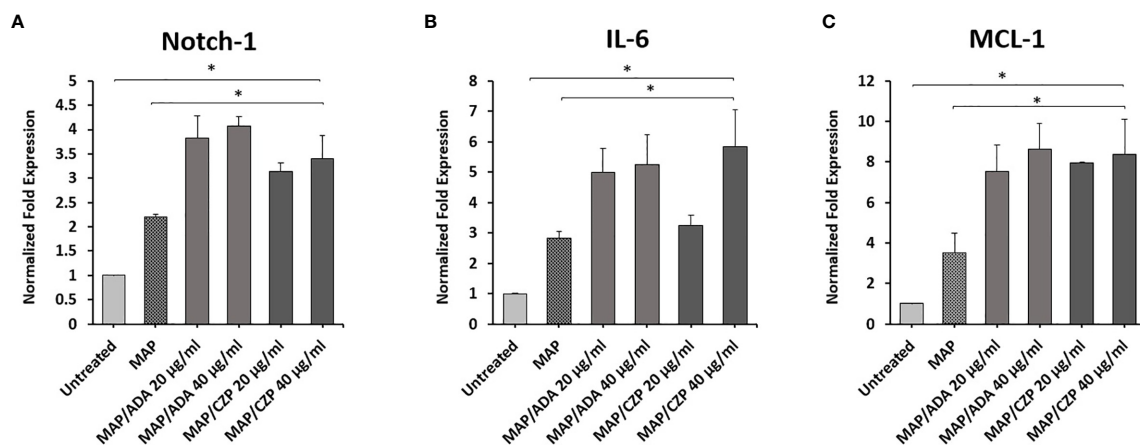 A
Notch-1
*
*
Normalized Fold Expression
5
4.5
4
3.5
3
2.5
2
1.5
1
0.5
0
Untreated
MAP
MAP/ADA 20 µg/ml
MAP/ADA 40 µg/ml
MAP/CZP 20 µg/ml
MAP/CZP 40 µg/ml
B
IL-6
*
*
Normalized Fold Expression
8
7
6
5
4
3
2
1
0
Untreated
MAP
MAP/ADA 20 µg/ml
MAP/ADA 40 µg/ml
MAP/CZP 20 µg/ml
MAP/CZP 40 µg/ml
C
MCL-1
*
*
Normalized Fold Expression
12
10
8
6
4
2
0
Untreated
MAP
MAP/ADA 20 µg/ml
MAP/ADA 40 µg/ml
MAP/CZP 20 µg/ml
MAP/CZP 40 µg/ml